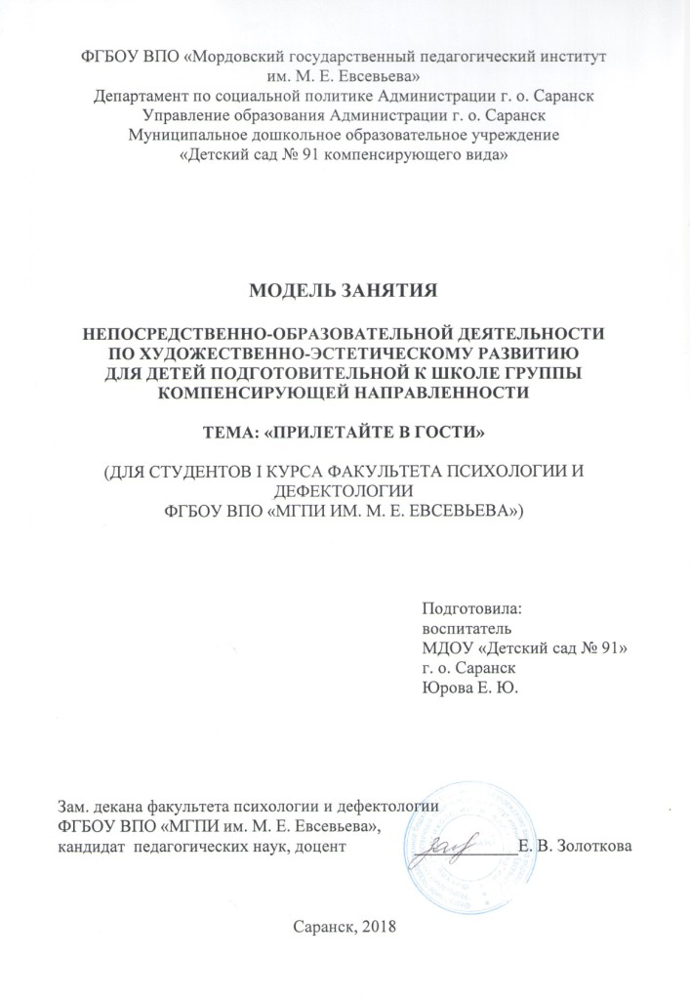 ФГБОУ ВПО «Мордовский государственный педагогический институт
им. М. Е. Евсевьева»
Департамент по социальной политике Администрации г. о. Саранск
Управление образования Администрации г. о. Саранск
Муниципальное дошкольное образовательное учреждение
«Детский сад № 91 компенсирующего вида»
МОДЕЛЬ ЗАНЯТИЯ
НЕПОСРЕДСТВЕННО-ОБРАЗОВАТЕЛЬНОЙ ДЕЯТЕЛЬНОСТИ
ПО ХУДОЖЕСТВЕННО-ЭСТЕТИЧЕСКОМУ РАЗВИТИЮ
ДЛЯ ДЕТЕЙ ПОДГОТОВИТЕЛЬНОЙ К ШКОЛЕ ГРУППЫ
КОМПЕНСИРУЮЩЕЙ НАПРАВЛЕННОСТИ
ТЕМА: «ПРИЛЕТАЙТЕ В ГОСТИ»
(ДЛЯ СТУДЕНТОВ I КУРСА ФАКУЛЬТЕТА ПСИХОЛОГИИ И
ДЕФЕКТОЛОГИИ
ФГБОУ ВПО «МГПИ ИМ. М. Е. ЕВСЕВЬЕВА»)
Подготовила:
воспитатель
МДОУ «Детский сад № 91»
г. о. Саранск
Юрова Е. Ю.
Зам. декана факультета психологии и дефектологии
ФГБОУ ВПО «МГПИ им. М. Е. Евсевьева»,
кандидат педагогических наук, доцент ____________Е. В. Золоткова
Саранск, 2018